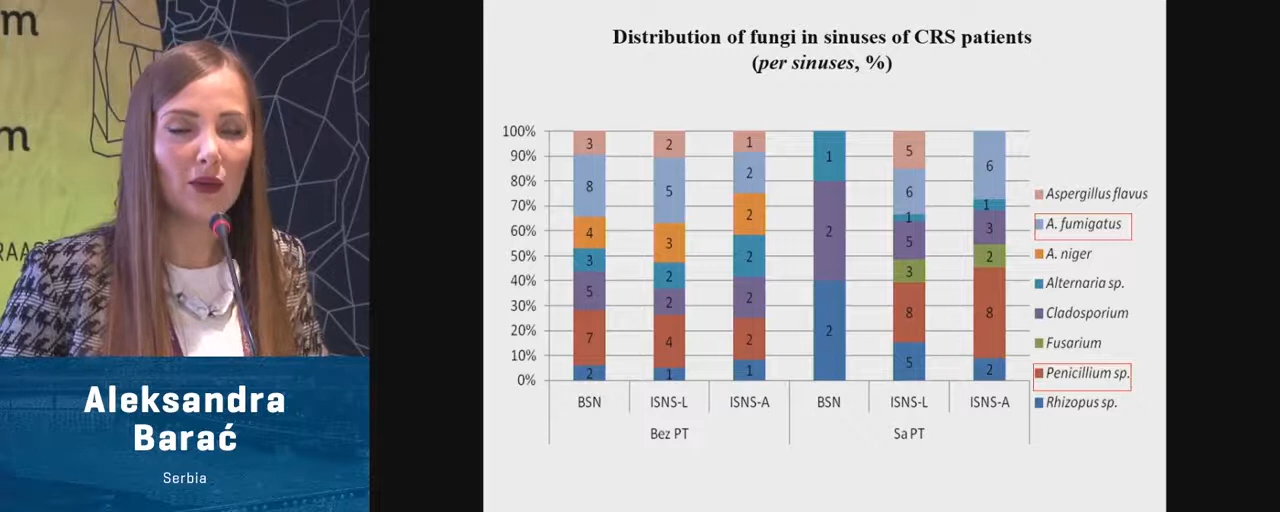 m
m
RAAS
Aleksandra
Barać
Serbia
Distribution of fungi in sinuses of CRS patients
(per sinuses, %)
100%
90%
80%
70%
60%
50%
40%
30%
20%
10%
0%
3
8
4
3
5
7
2
2
5
3
2
2
4
1
1
2
2
2
2
2
1
1
2
2
5
6
1
5
3
8
5
6
1
3
2
8
2
BSN
ISNS-L
ISNS-A
BSN
ISNS-L
ISNS-A
Bez PT
Sa PT
Aspergillus flavus
A. fumigatus
A. niger
Alternaria sp.
Cladosporium
Fusarium
Penicillium sp.
Rhizopus sp.